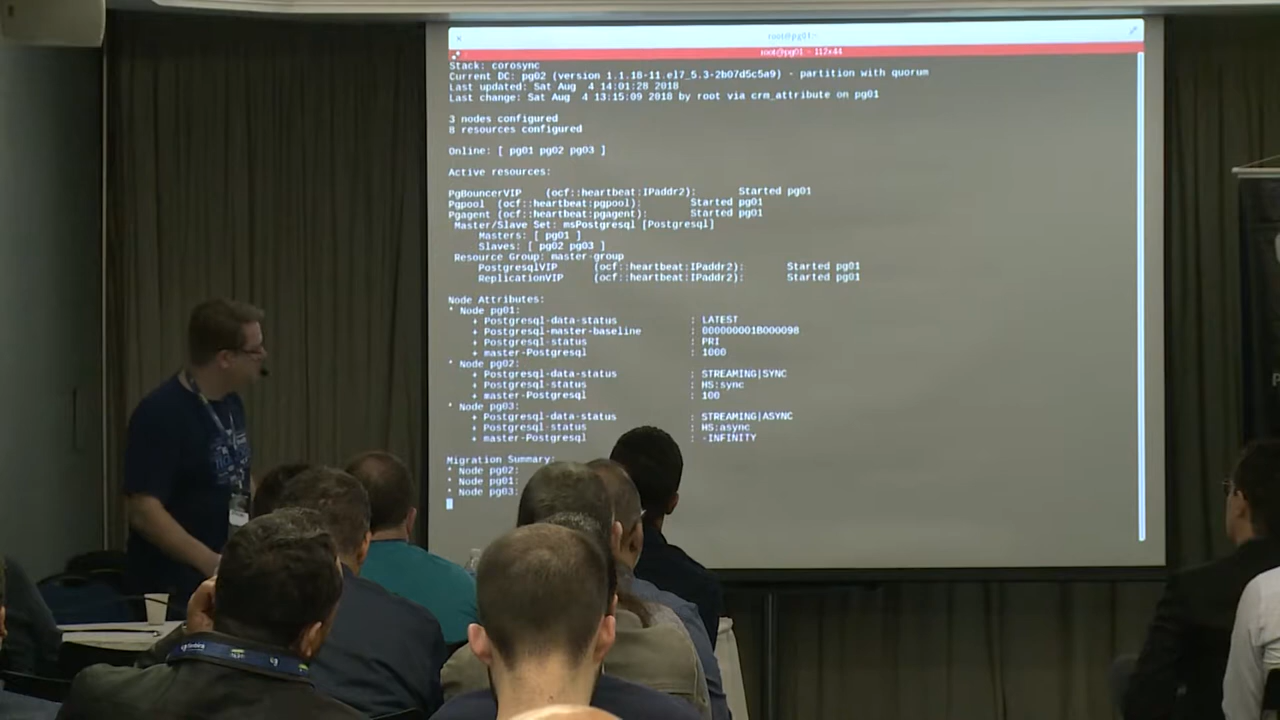 root@pg01:~
root@pg01 ~ 112x44
Stack: corosync
Current DC: pg02 (version 1.1.18-11.el7_5.3-2b07d5c5a9) - partition with quorum
Last updated: Sat Aug  4 14:01:28 2018
Last change: Sat Aug  4 13:15:09 2018 by root via crm_attribute on pg01
3 nodes configured
8 resources configured
Online: [ pg01 pg02 pg03 ]
Active resources:
PgBouncerVIP    (ocf::heartbeat:IPaddr2):       Started pg01
Pgpool  (ocf::heartbeat:pgpool):        Started pg01
Pgagent (ocf::heartbeat:pgagent):       Started pg01
Master/Slave Set: msPostgresql [Postgresql]
Masters: [ pg01 ]
Slaves: [ pg02 pg03 ]
Resource Group: master-group
PostgresqlVIP      (ocf::heartbeat:IPaddr2):       Started pg01
ReplicationVIP     (ocf::heartbeat:IPaddr2):       Started pg01
Node Attributes:
* Node pg01:
+ Postgresql-data-status : LATEST
+ Postgresql-master-baseline : 000000001B000098
+ Postgresql-status : PRI
+ master-Postgresql : 1000
* Node pg02:
+ Postgresql-data-status : STREAMING|SYNC
+ Postgresql-status : HS:sync
+ master-Postgresql : 100
* Node pg03:
+ Postgresql-data-status : STREAMING|ASYNC
+ Postgresql-status : HS:async
+ master-Postgresql : -INFINITY
Migration Summary:
* Node pg02:
* Node pg01:
* Node pg03: